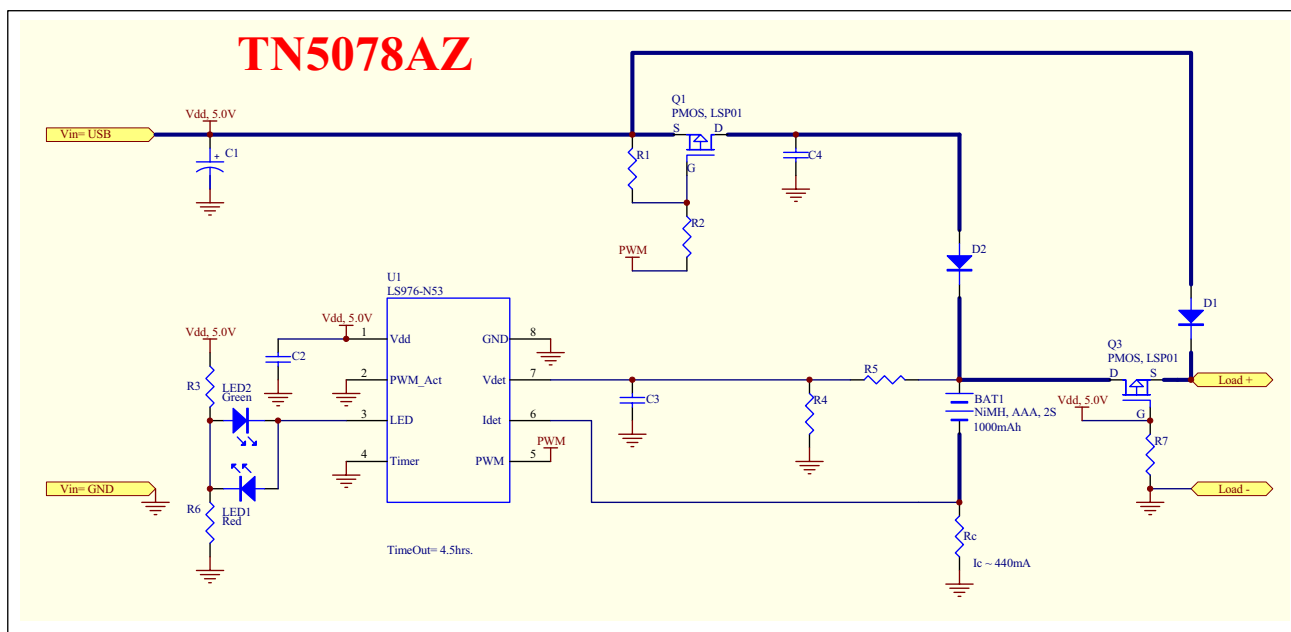 TN5078AZ
Vin= USB
Vdd, 5.0V
C1
R1
Q1
PMOS, LSP01
S
D
G
C4
R2
PWM
D2
D1
U1
LS976-N53
Vdd, 5.0V
1
Vdd
GND
8
C2
2
PWM_Act
Vdet
7
3
LED
Idet
6
4
Timer
PWM
5
PWM
Vdd, 5.0V
R3
LED2
Green
LED1
Red
R6
Vin= GND
TimeOut= 4.5hrs.
C3
R4
R5
BAT1
NiMH, AAA, 2S
1000mAh
Rc
Ic ~ 440mA
Q3
PMOS, LSP01
D
S
G
Vdd, 5.0V
R7
Load +
Load -